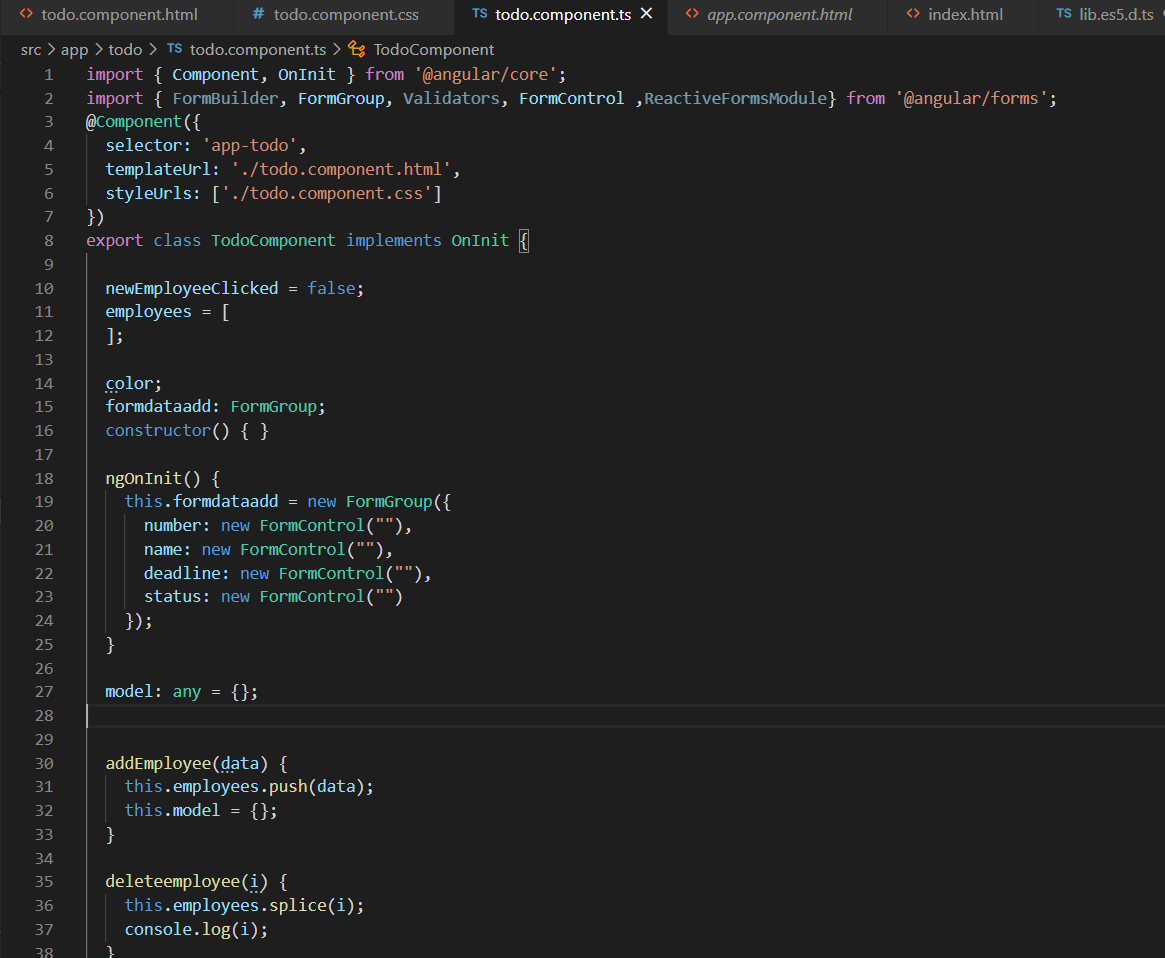 <> todo.component.html # todo.component.css TS todo.component.ts × <> app.component.html <> index.html TS lib.es5.d.ts
src > app > todo > TS todo.component.ts > TodoComponent
1 import { Component, OnInit } from '@angular/core';
2 import { FormBuilder, FormGroup, Validators, FormControl ,ReactiveFormsModule} from '@angular/forms';
3 @Component({
4 selector: 'app-todo',
5 templateUrl: './todo.component.html',
6 styleUrls: ['./todo.component.css']
7 })
8 export class TodoComponent implements OnInit {
9
10 newEmployeeClicked = false;
11 employees = [
12 ];
13
14 color;
15 formdataadd: FormGroup;
16 constructor() { }
17
18 ngOnInit() {
19 this.formdataadd = new FormGroup({
20 number: new FormControl(""),
21 name: new FormControl(""),
22 deadline: new FormControl(""),
23 status: new FormControl("")
24 });
25 }
26
27 model: any = {};
28
29
30 addEmployee(data) {
31 this.employees.push(data);
32 this.model = {};
33 }
34
35 deleteemployee(i) {
36 this.employees.splice(i);
37 console.log(i);
38 }